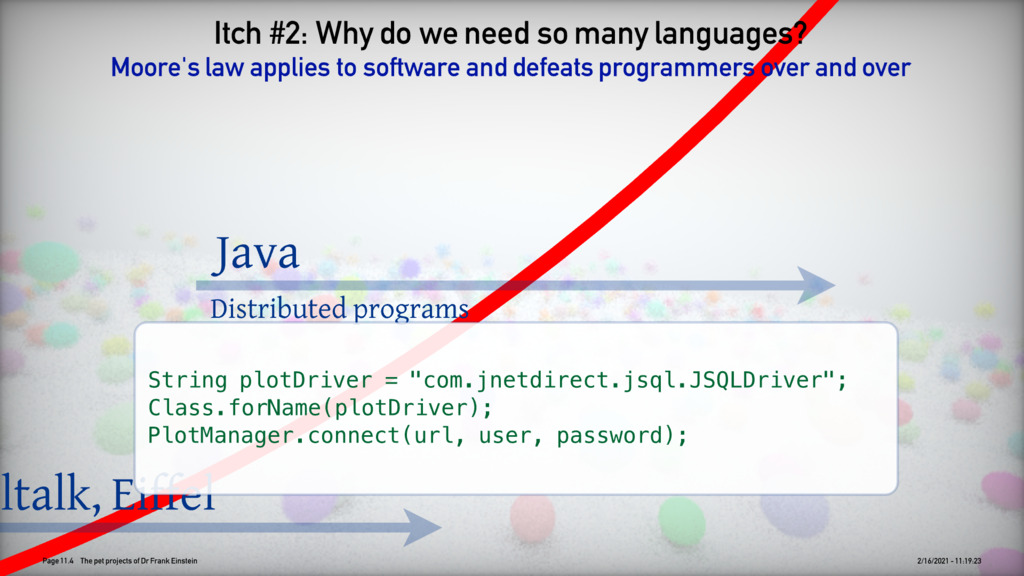 Itch #2: Why do we need so many languages?
Moore's law applies to software and defeats programmers over and over
Java
Distributed programs
String plotDriver = "com.jnetdirect.jsql.JSQLDriver";
Class.forName(plotDriver);
PlotManager.connect(url, user, password);
ltalk, Eiffel
Page 11.4 The pet projects of Dr Frank Einstein
2/16/2021 - 11:19:23